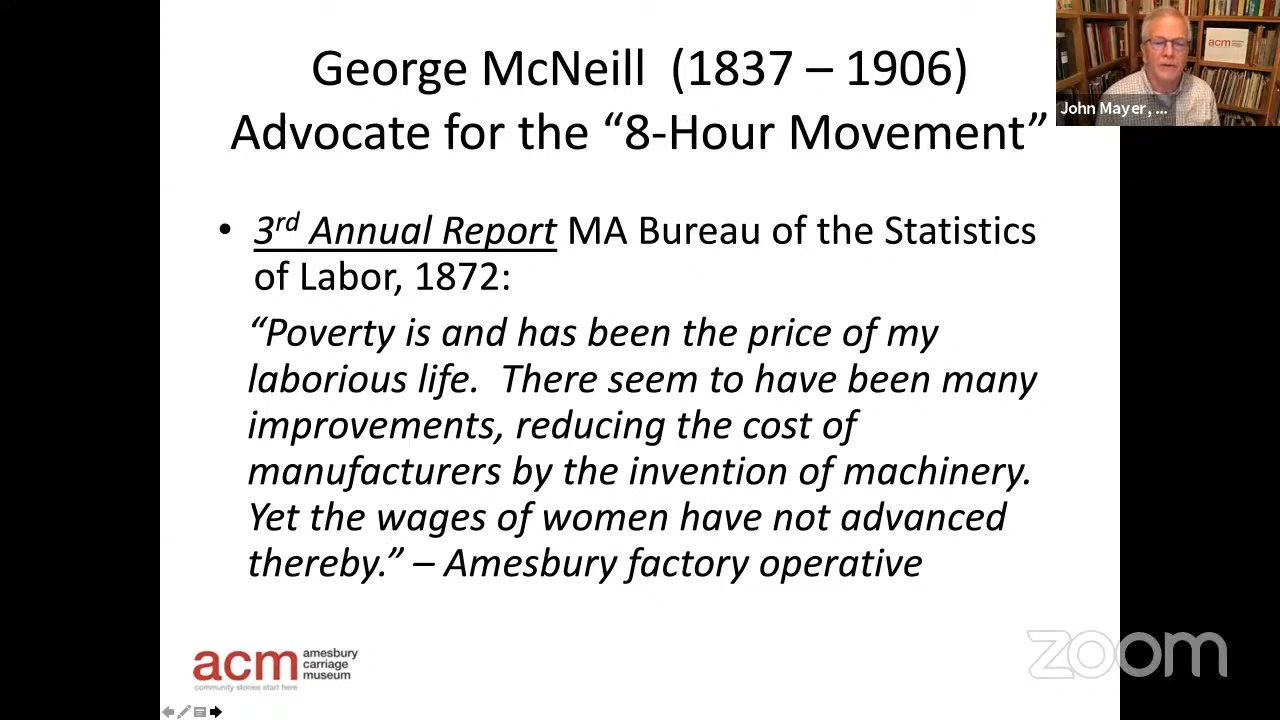 George McNeill (1837 – 1906)
Advocate for the “8-Hour Movement”
• 3rd Annual Report MA Bureau of the Statistics
of Labor, 1872:
“Poverty is and has been the price of my
laborious life. There seem to have been many
improvements, reducing the cost of
manufacturers by the invention of machinery.
Yet the wages of women have not advanced
thereby.” – Amesbury factory operative
acm
John Mayer, ...
acm amesbury
carriage
museum
community stories start here
zoom